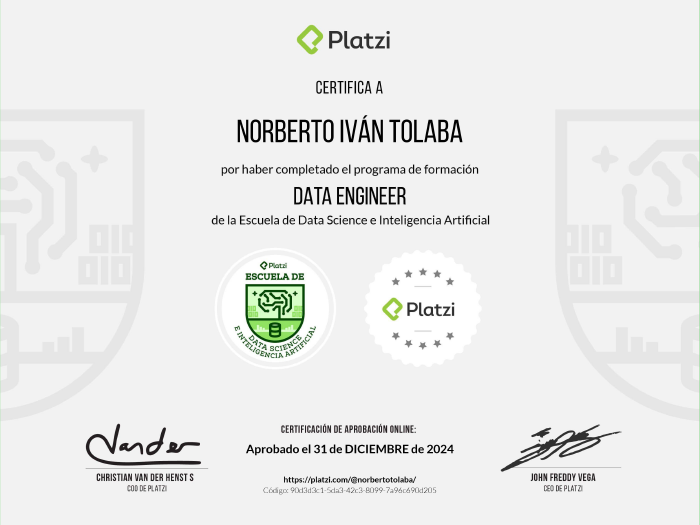 Platzi
CERTIFICA A
NORBERTO IVÁN TOLABA
por haber completado el programa de formación
DATA ENGINEER
de la Escuela de Data Science e Inteligencia Artificial
Platzi
ESCUELA DE
DATA SCIENCE
E INTELIGENCIA ARTIFICIAL
Platzi
CERTIFICACIÓN DE APROBACIÓN ONLINE:
Aprobado el 31 de DICIEMBRE de 2024
CHRISTIAN VAN DER HENST S
COO DE PLATZI
https://platzi.com/@norbertotolaba/
Código: 90d3d3c1-5da3-42c3-8099-7a96c690d205
JOHN FREDDY VEGA
CEO DE PLATZI